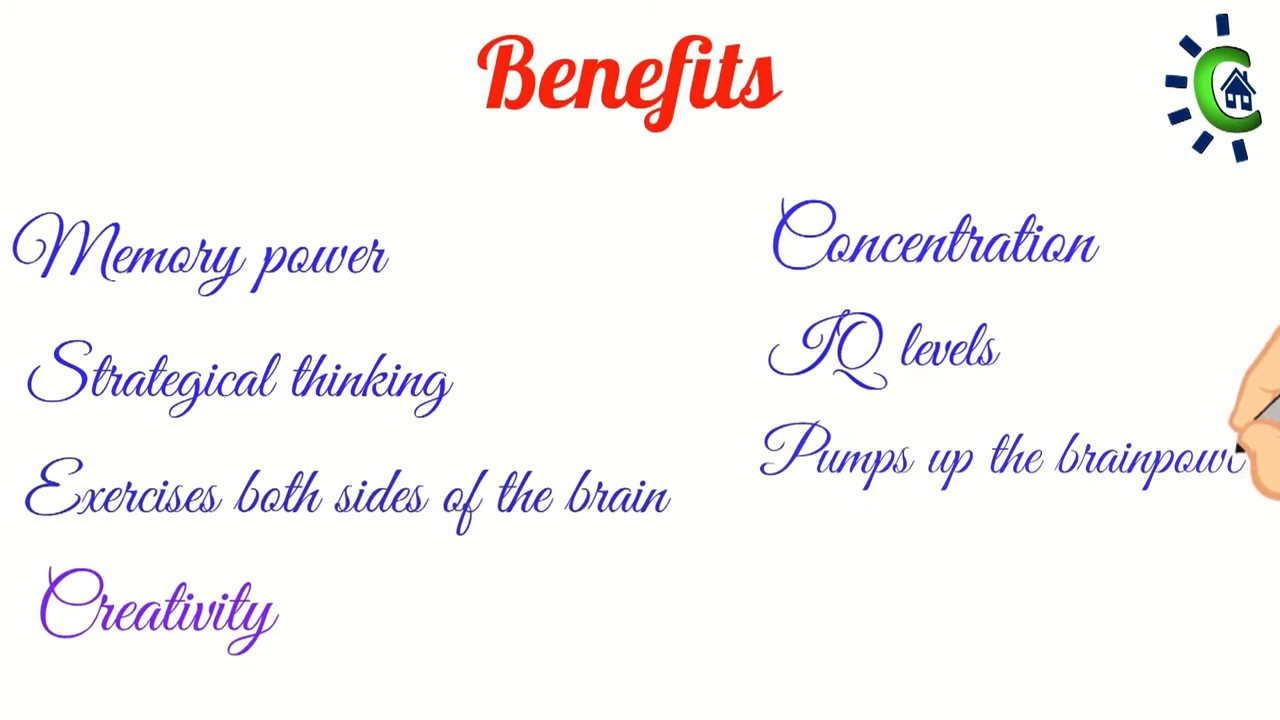 Benefits
Memory power
Strategical thinking
Exercises both sides of the brain
Creativity
Concentration
IQ levels
Pumps up the